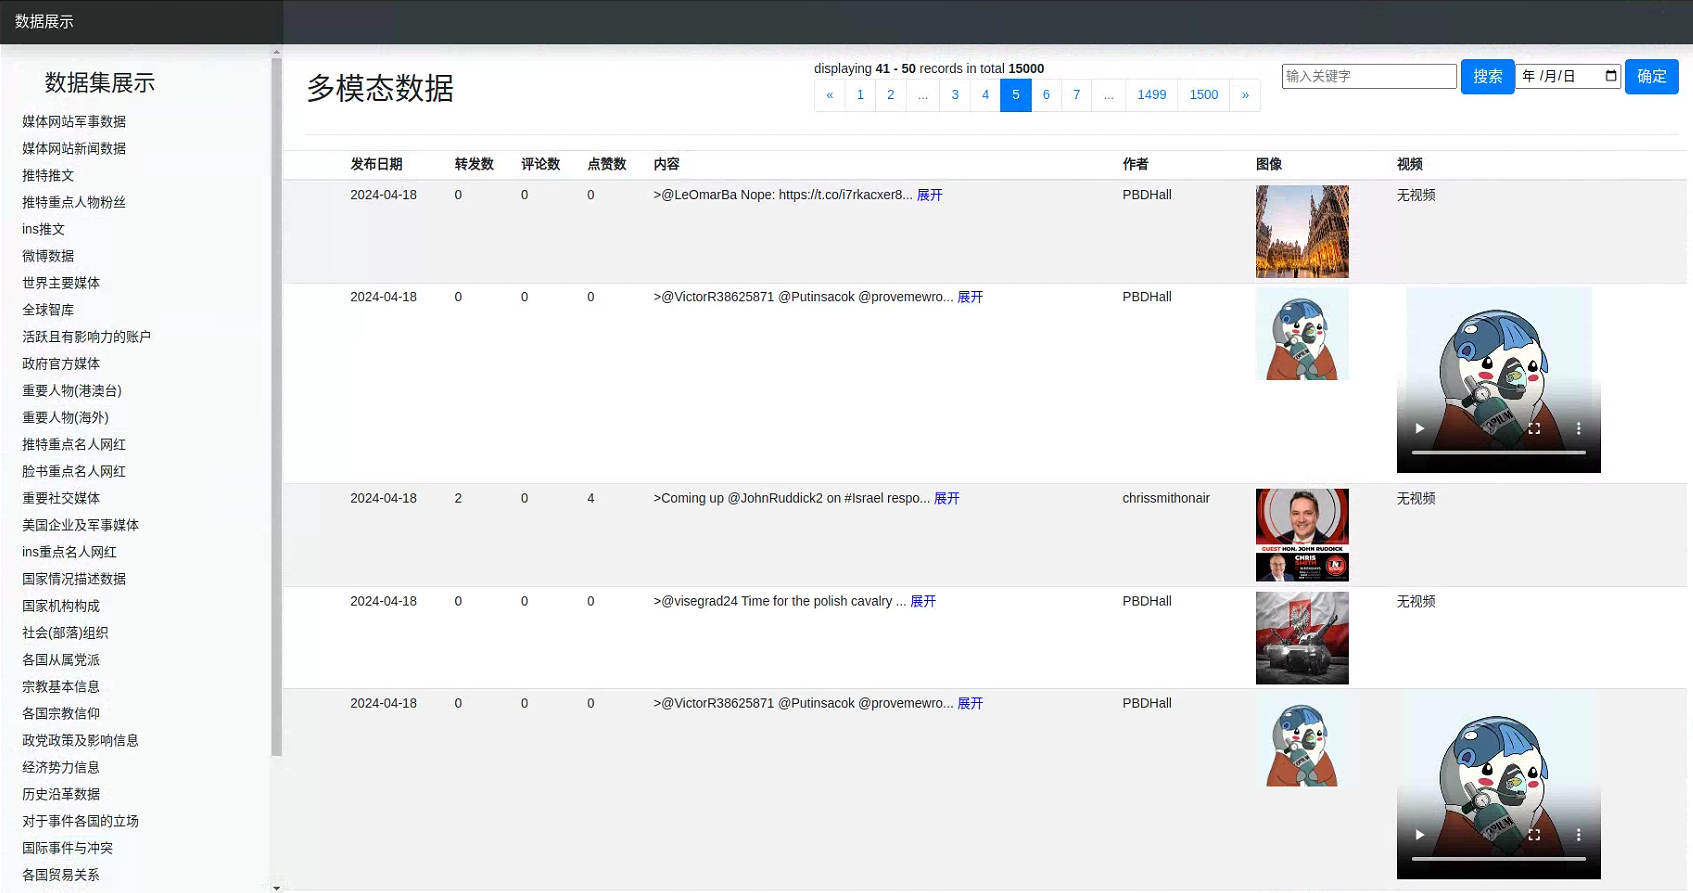 数据展示
数据集展示
媒体网站军事数据
媒体网站新闻数据
推特推文
推特重点人物粉丝
ins推文
微博数据
世界主要媒体
全球智库
活跃且有影响力的账户
政府官方媒体
重要人物(港澳台)
重要人物(海外)
推特重点名人网红
脸书重点名人网红
重要社交媒体
美国企业及军事媒体
ins重点名人网红
国家情况描述数据
国家机构构成
社会(部落)组织
各国从属党派
宗教基本信息
各国宗教信仰
政党政策及影响信息
经济势力信息
历史沿革数据
对于事件各国的立场
国际事件与冲突
各国贸易关系
多模态数据
displaying 41 - 50 records in total 15000
« 1 2 ... 3 4 5 6 7 ... 1499 1500 »
输入关键字 搜索 年 /月/日 确定
发布日期 转发数 评论数 点赞数 内容 作者 图像 视频
2024-04-18 0 0 0 >@LeOmarBa Nope: https://t.co/i7rkacxer8... 展开 PBDHall 无视频
2024-04-18 0 0 0 >@VictorR38625871 @Putinsacok @provemewro... 展开 PBDHall
OPIUM
2024-04-18 2 0 4 >Coming up @JohnRuddick2 on #Israel respo... 展开 chrissmithonair 无视频
GUEST HON. JOHN RUDDICK
CHRIS
SMITH
2024-04-18 0 0 0 >@visegrad24 Time for the polish cavalry ... 展开 PBDHall 无视频
2024-04-18 0 0 0 >@VictorR38625871 @Putinsacok @provemewro... 展开 PBDHall
OPIUM